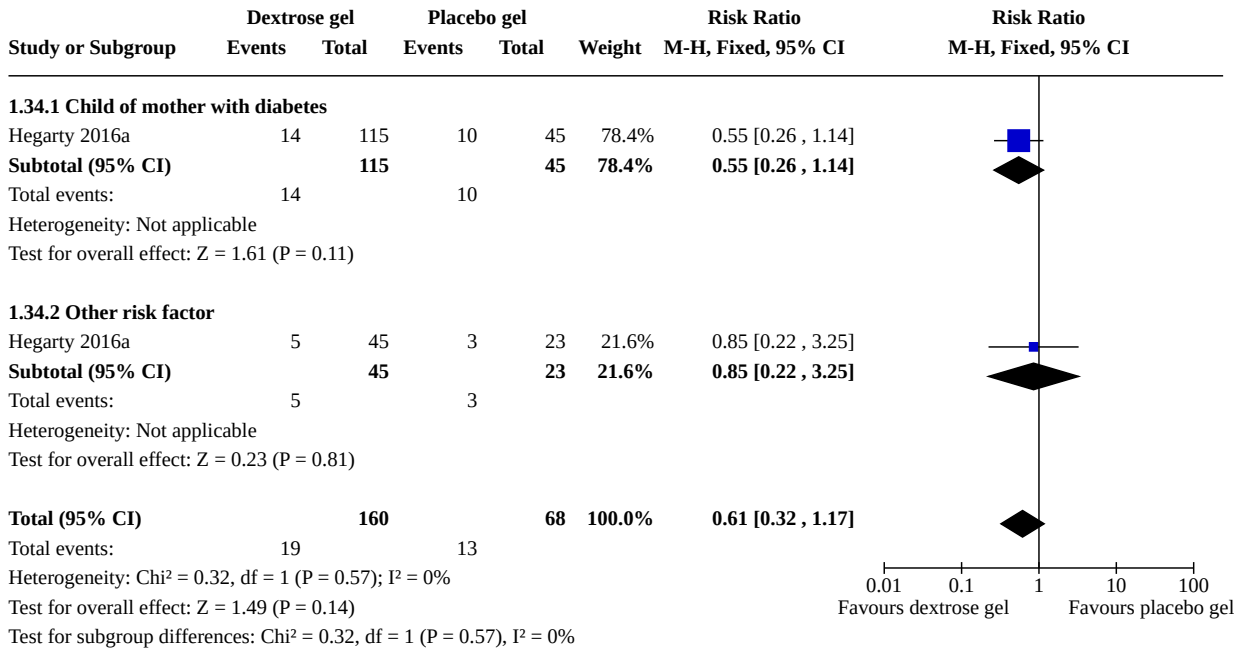 Dextrose gel Placebo gel Risk Ratio Risk Ratio
Study or Subgroup Events Total Events Total Weight M-H, Fixed, 95% CI M-H, Fixed, 95% CI
1.34.1 Child of mother with diabetes
Hegarty 2016a 14 115 10 45 78.4% 0.55 [0.26 , 1.14]
Subtotal (95% CI) 115 45 78.4% 0.55 [0.26 , 1.14]
Total events: 14 10
Heterogeneity: Not applicable
Test for overall effect: Z = 1.61 (P = 0.11)
1.34.2 Other risk factor
Hegarty 2016a 5 45 3 23 21.6% 0.85 [0.22 , 3.25]
Subtotal (95% CI) 45 23 21.6% 0.85 [0.22 , 3.25]
Total events: 5 3
Heterogeneity: Not applicable
Test for overall effect: Z = 0.23 (P = 0.81)
Total (95% CI) 160 68 100.0% 0.61 [0.32 , 1.17]
Total events: 19 13
Heterogeneity: Chi² = 0.32, df = 1 (P = 0.57); I² = 0%
0.01 0.1 1 10 100
Test for overall effect: Z = 1.49 (P = 0.14) Favours dextrose gel Favours placebo gel
Test for subgroup differences: Chi² = 0.32, df = 1 (P = 0.57), I² = 0%